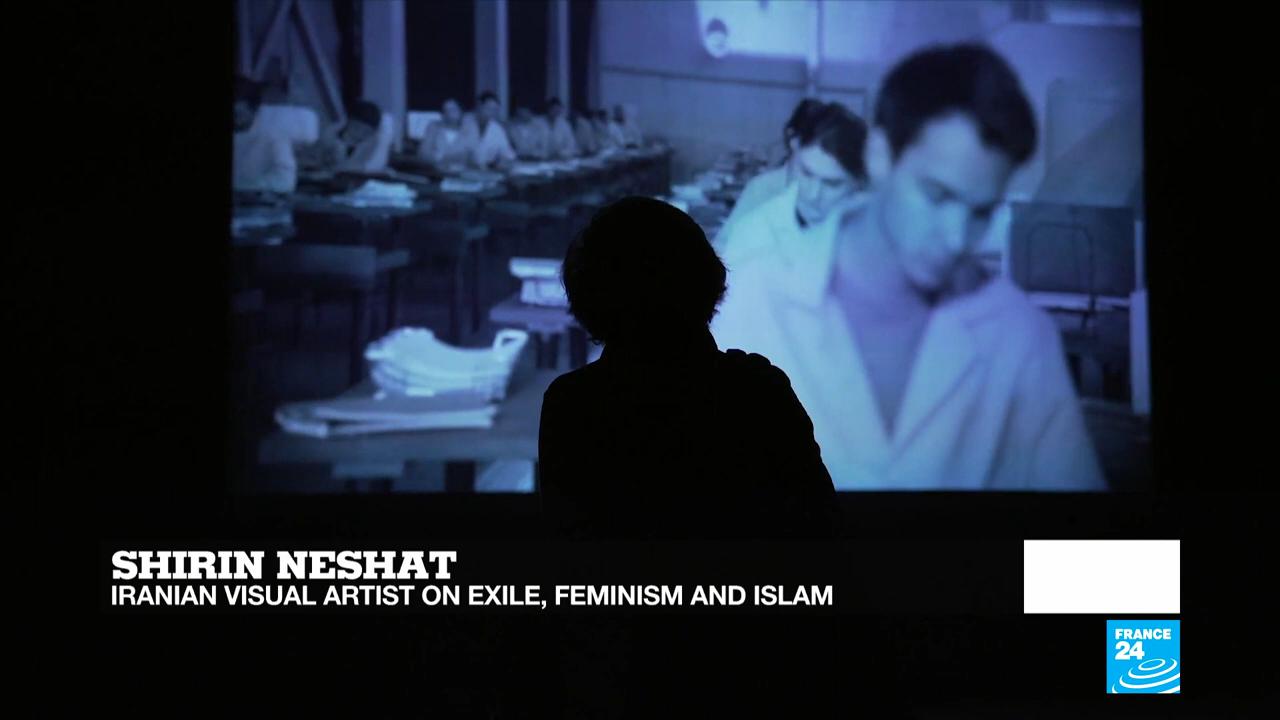 SHIRIN NESHAT
IRANIAN VISUAL ARTIST ON EXILE, FEMINISM AND ISLAM
FRANCE
24